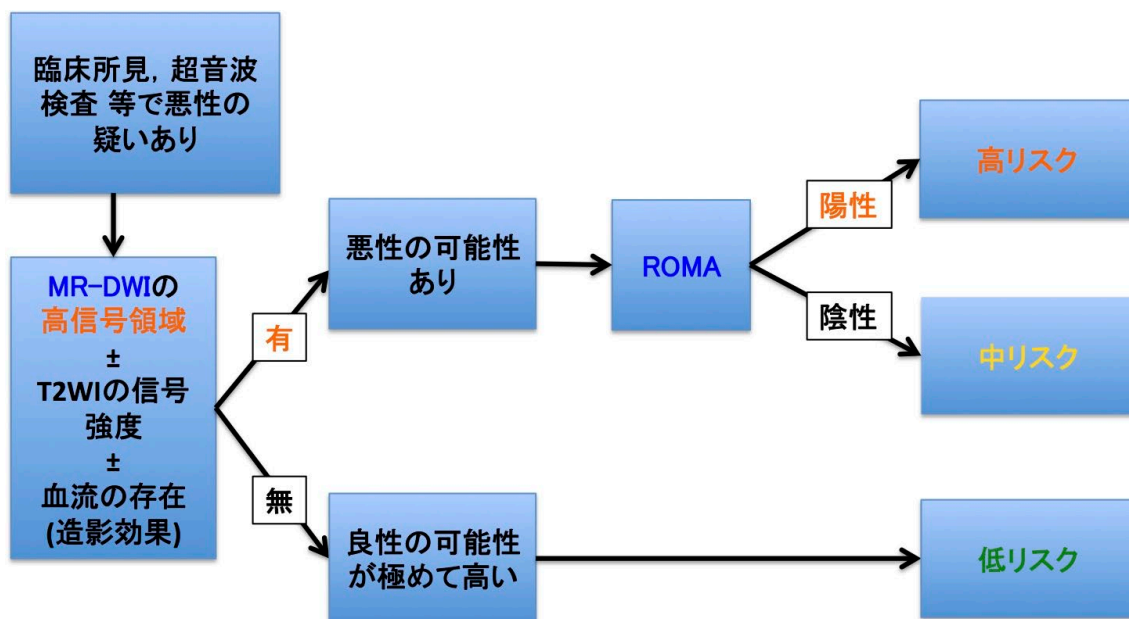 臨床所見，超音波
検査 等で悪性の
疑いあり
MR-DWIの
高信号領域
±
T2WIの信号
強度
±
血流の存在
(造影効果)
有
無
悪性の可能性
あり
良性の可能性
が極めて高い
ROMA
陽性
陰性
高リスク
中リスク
低リスク